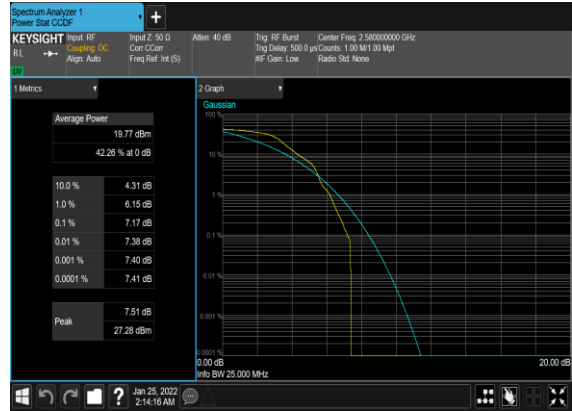 Spectrum Analyzer 1
Power Stat CCDF
KEYSIGHT
RL
Input: RF
Coupling: DC
Align: Auto
Input Z: 50 Ω
Corr CCorr
Freq Ref: Int (S)
Atten: 40 dB
Trig: RF Burst
Trig Delay: 500.0 µs
#IF Gain: Low
Center Freq: 2.580000000 GHz
Counts: 1.00 M/1.00 Mpt
Radio Std: None
1 Metrics
Average Power
19.77 dBm
42.26 % at 0 dB
10.0 % 4.31 dB
1.0 % 6.15 dB
0.1 % 7.17 dB
0.01 % 7.38 dB
0.001 % 7.40 dB
0.0001 % 7.41 dB
Peak
7.51 dB
27.28 dBm
2 Graph
Gaussian
100 %
10 %
1 %
0.1 %
0.01 %
0.001 %
0.0001 %
0.00 dB
20.00 dB
Info BW 25.000 MHz
Jan 25, 2022
2:14:16 AM